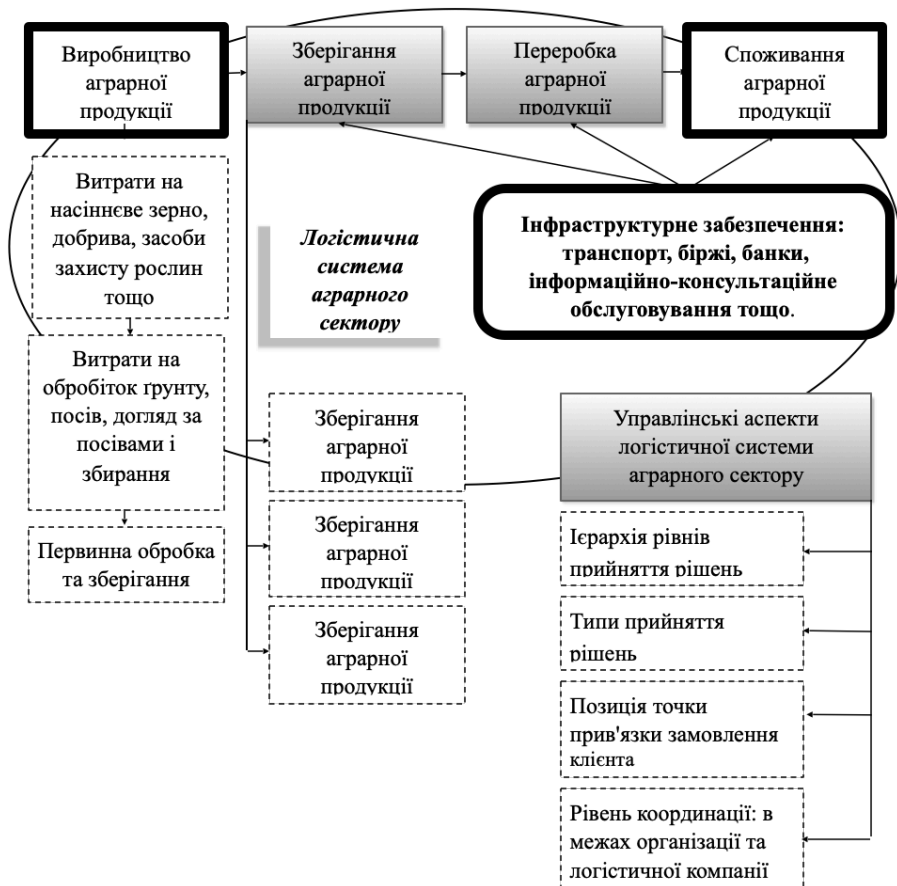 Виробництво
аграрної
продукції
Зберігання
аграрної
продукції
Переробка
аграрної
продукції
Споживання
аграрної
продукції
Витрати на
насіннєве зерно,
добрива, засоби
захисту рослин
тощо
Логістична
система
аграрного
сектору
Інфраструктурне забезпечення:
транспорт, біржі, банки,
інформаційно-консультаційне
обслуговування тощо.
Витрати на
обробіток ґрунту,
посів, догляд за
посівами і
збирання
Первинна обробка
та зберігання
Зберігання
аграрної
продукції
Зберігання
аграрної
продукції
Зберігання
аграрної
продукції
Управлінські аспекти
логістичної системи
аграрного сектору
Ієрархія рівнів
прийняття рішень
Типи прийняття
рішень
Позиція точки
прив'язки замовлення
клієнта
Рівень координації: в
межах організації та
логістичної компанії